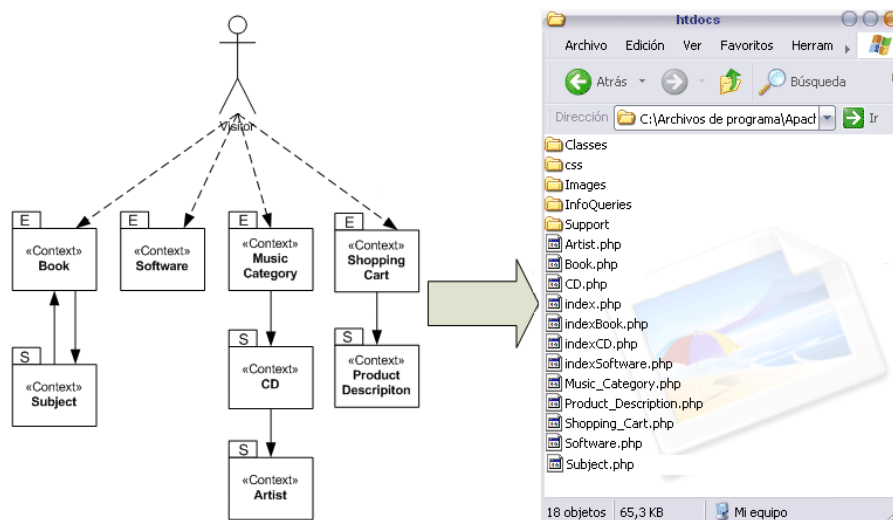 Visitor
E
«Context»
Book
E
«Context»
Software
E
«Context»
Music
Category
E
«Context»
Shopping
Cart
S
«Context»
Subject
S
«Context»
CD
S
«Context»
Product
Descripiton
S
«Context»
Artist
htdocs
Archivo Edición Ver Favoritos Herram
Atrás Búsqueda
Dirección C:\Archivos de programa\Apach Ir
Classes
css
Images
InfoQueries
Support
Artist.php
Book.php
CD.php
index.php
indexBook.php
indexCD.php
indexSoftware.php
Music_Category.php
Product_Description.php
Shopping_Cart.php
Software.php
Subject.php
18 objetos 65,3 KB Mi equipo